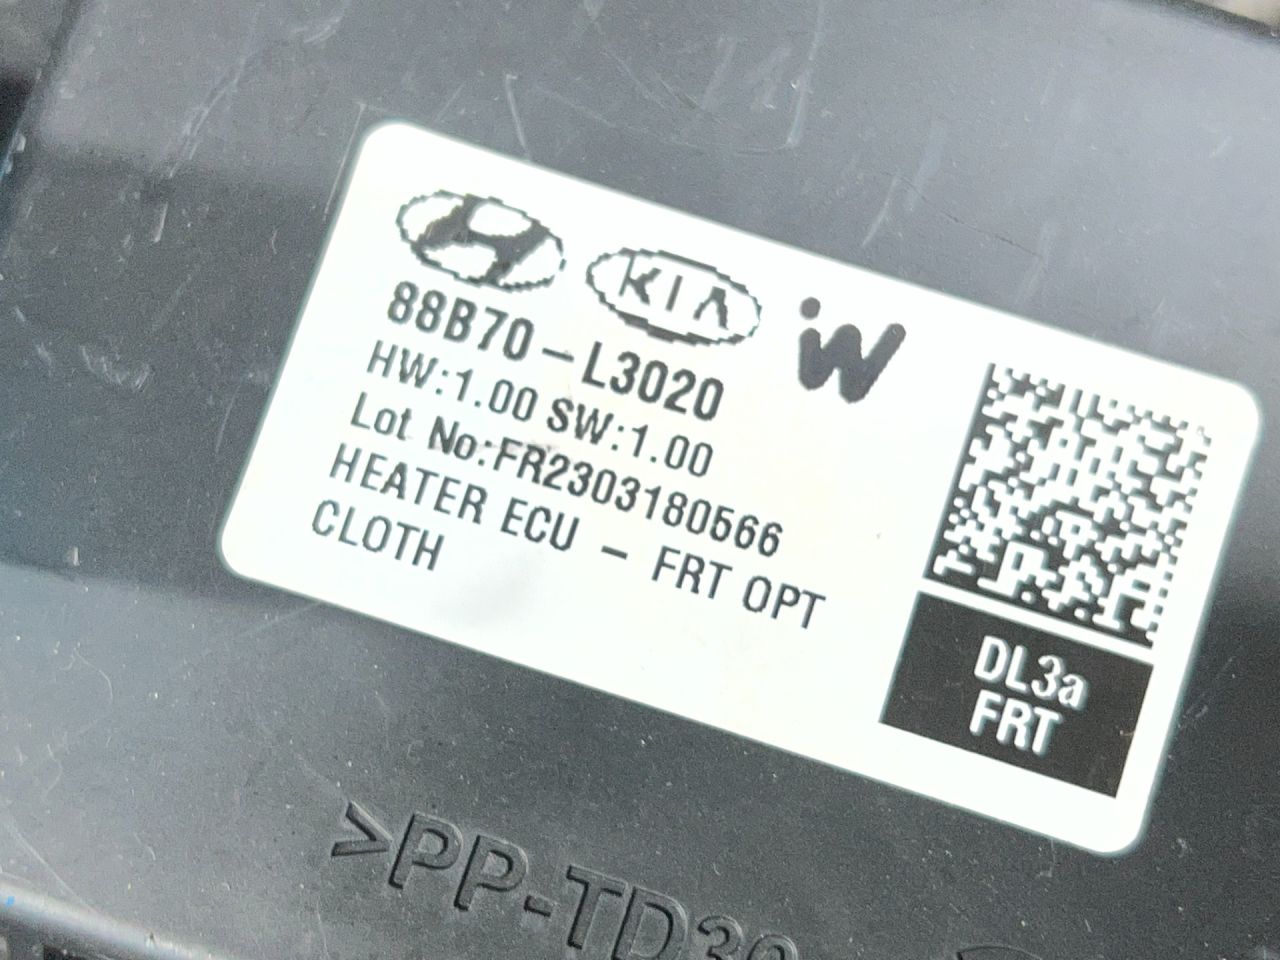 KIA
88B70-L3020
HW:1.00 SW:1.00
Lot No:FR2303180566
HEATER ECU - FRT OPT
CLOTH
DL3a
FRT
>PP-TD30